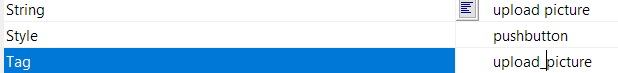 String upload picture
Style pushbutton
Tag upload_picture